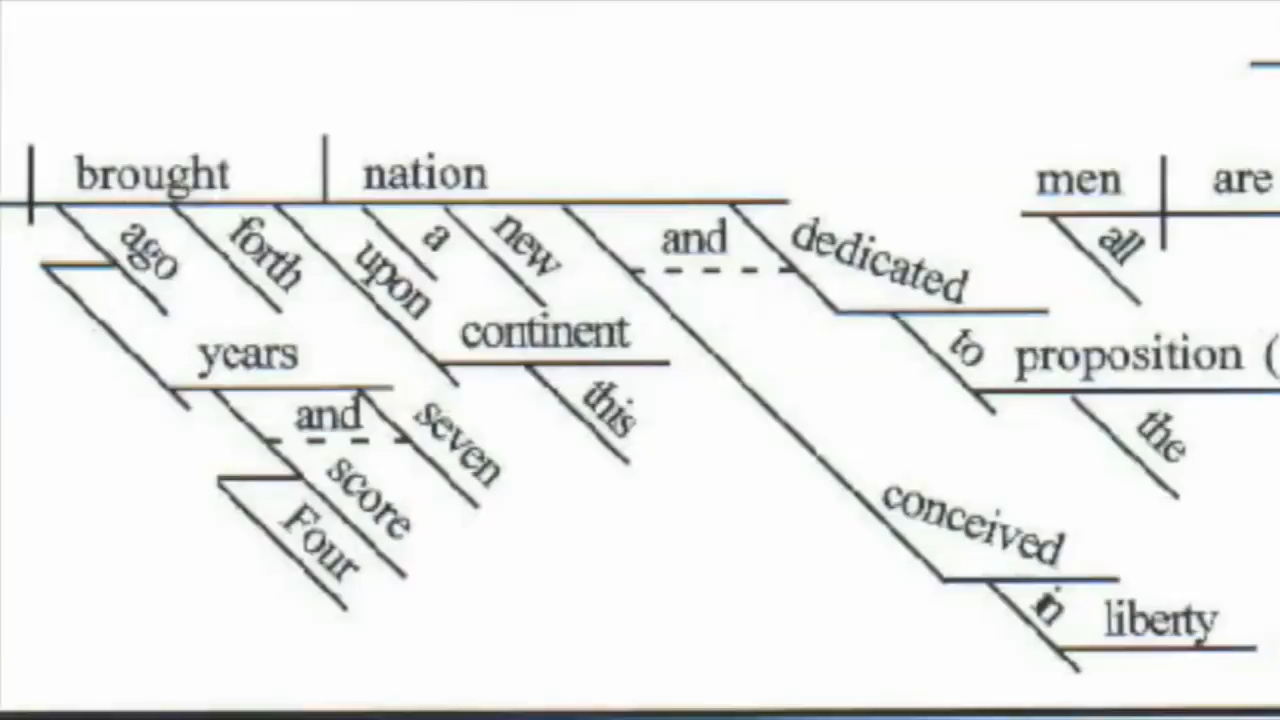 brought nation men are
ago forth upon a new and dedicated all
years continent to proposition (
and seven this the
score
Four conceived
in liberty